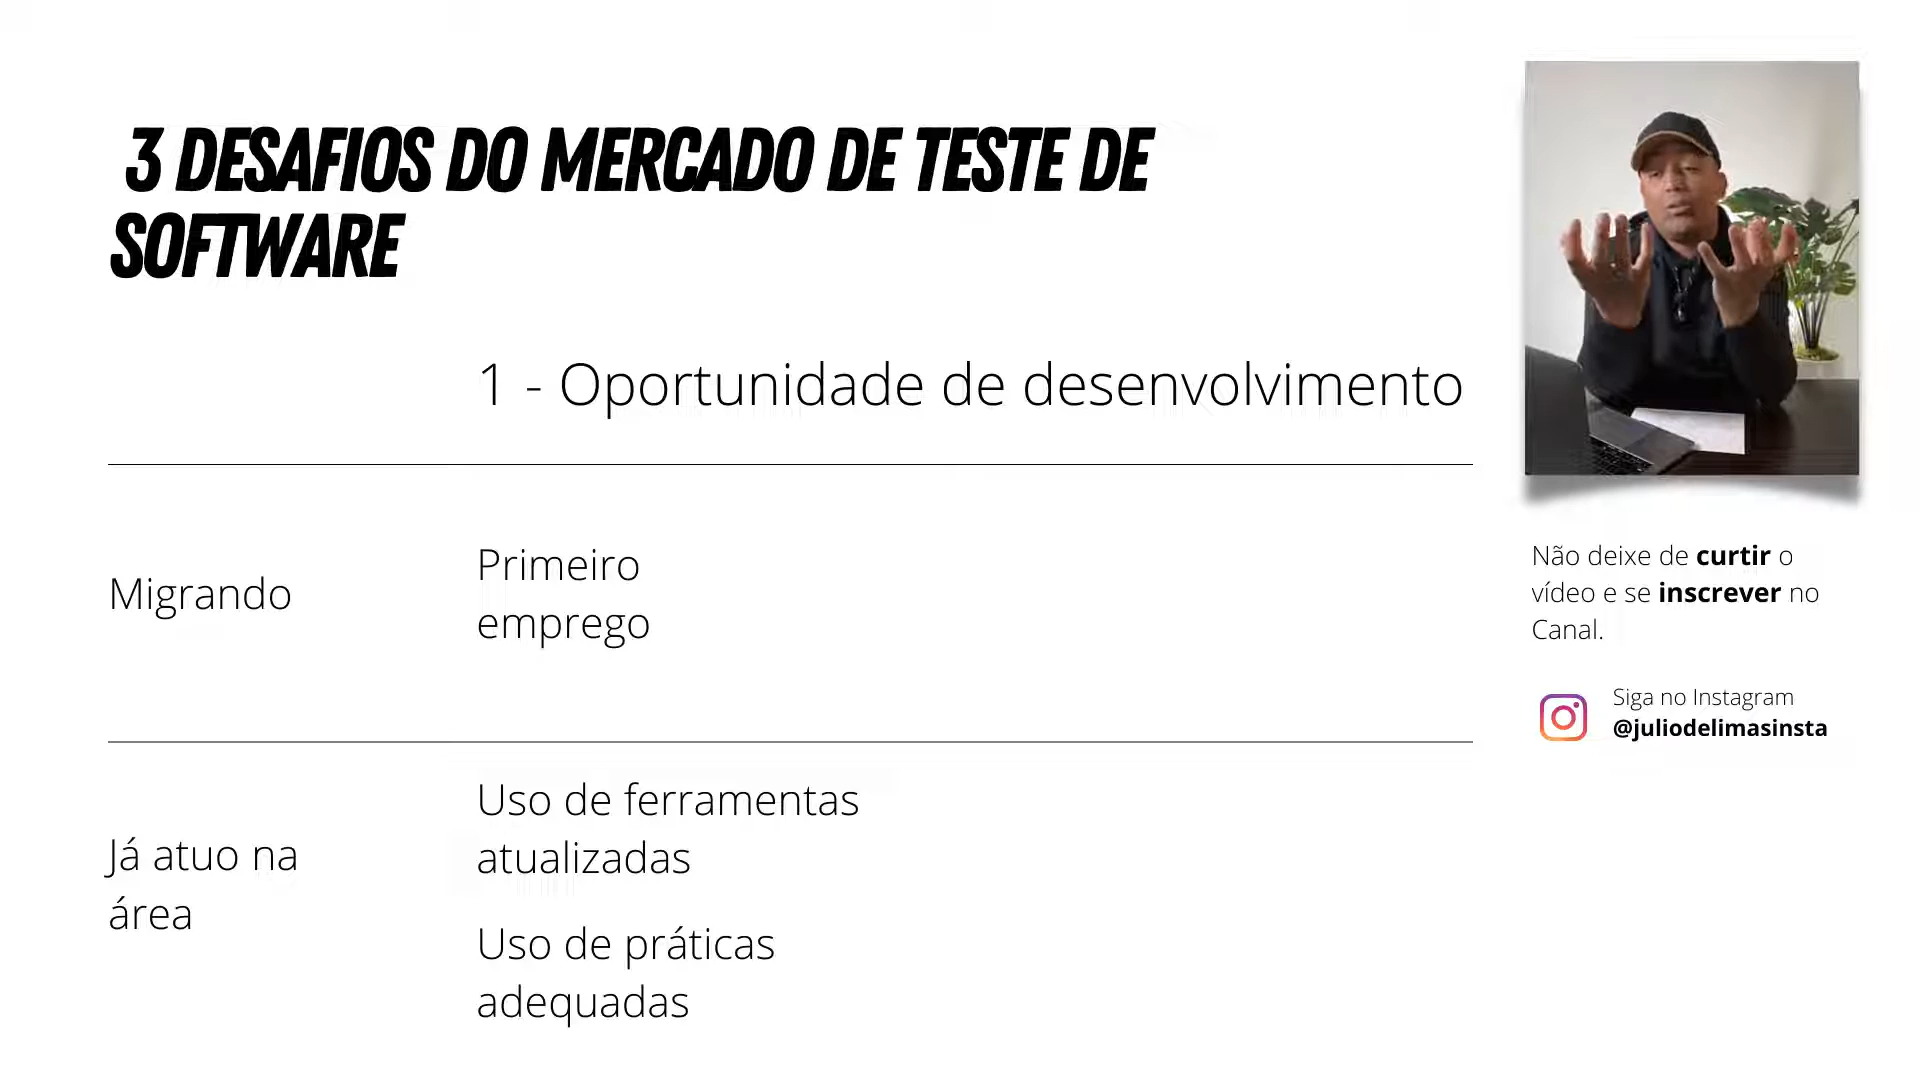 3 DESAFIOS DO MERCADO DE TESTE DE
SOFTWARE
1 - Oportunidade de desenvolvimento
Migrando
Primeiro
emprego
Já atuo na
área
Uso de ferramentas
atualizadas
Uso de práticas
adequadas
Não deixe de curtir o
vídeo e se inscrever no
Canal.
Siga no Instagram
@juliodelimasinsta